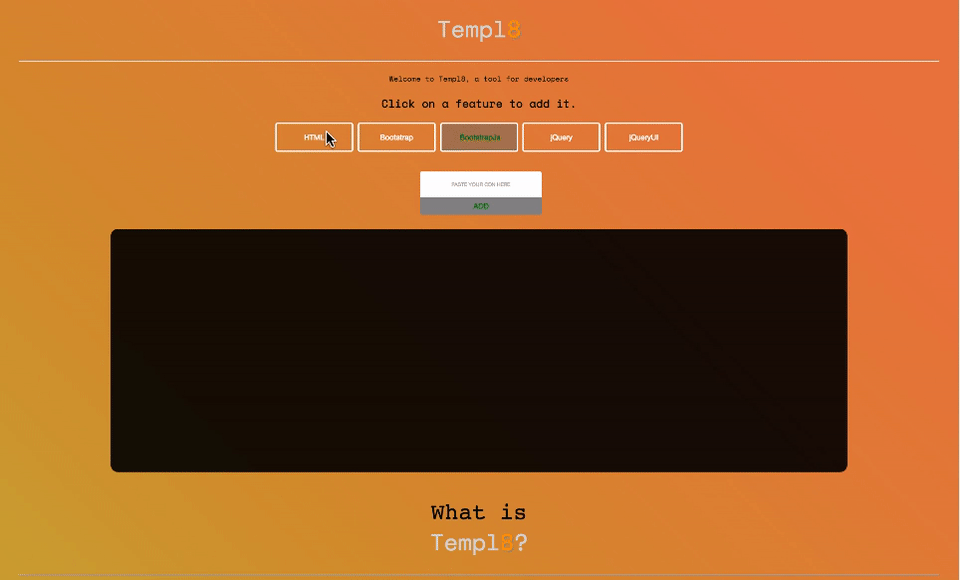 Templ8
Welcome to Templ8, a tool for developers
Click on a feature to add it.
HTML Bootstrap BootstrapJs jQuery jQueryUI
PASTE YOUR CDN HERE
ADD
What is
Templ8?